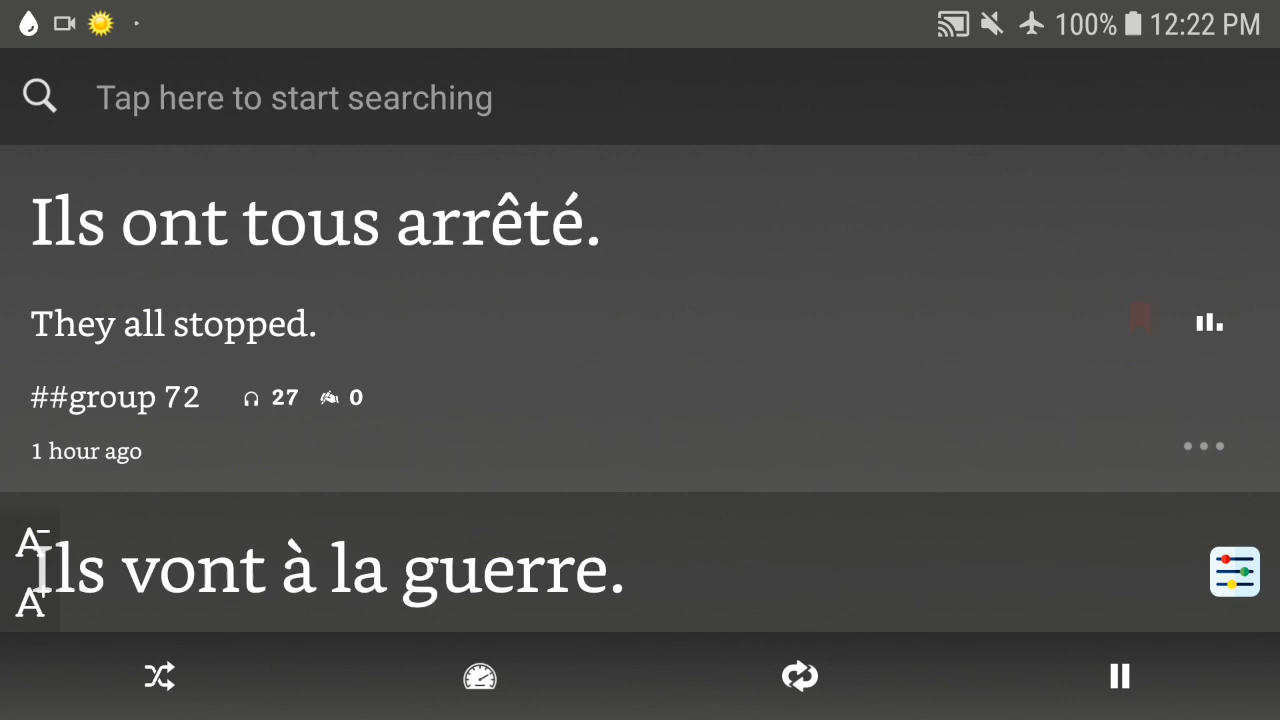 100% 12:22 PM
Tap here to start searching
Ils ont tous arrêté.
They all stopped.
##group 72 27 0
1 hour ago
A-
Ils vont à la guerre.
A+